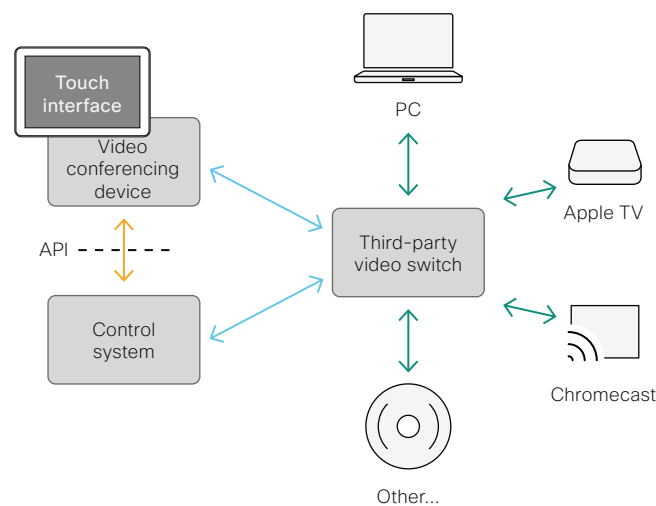 Touch
interface
Video
conferencing
device
API
Control
system
PC
Third-party
video switch
Apple TV
Chromecast
Other...